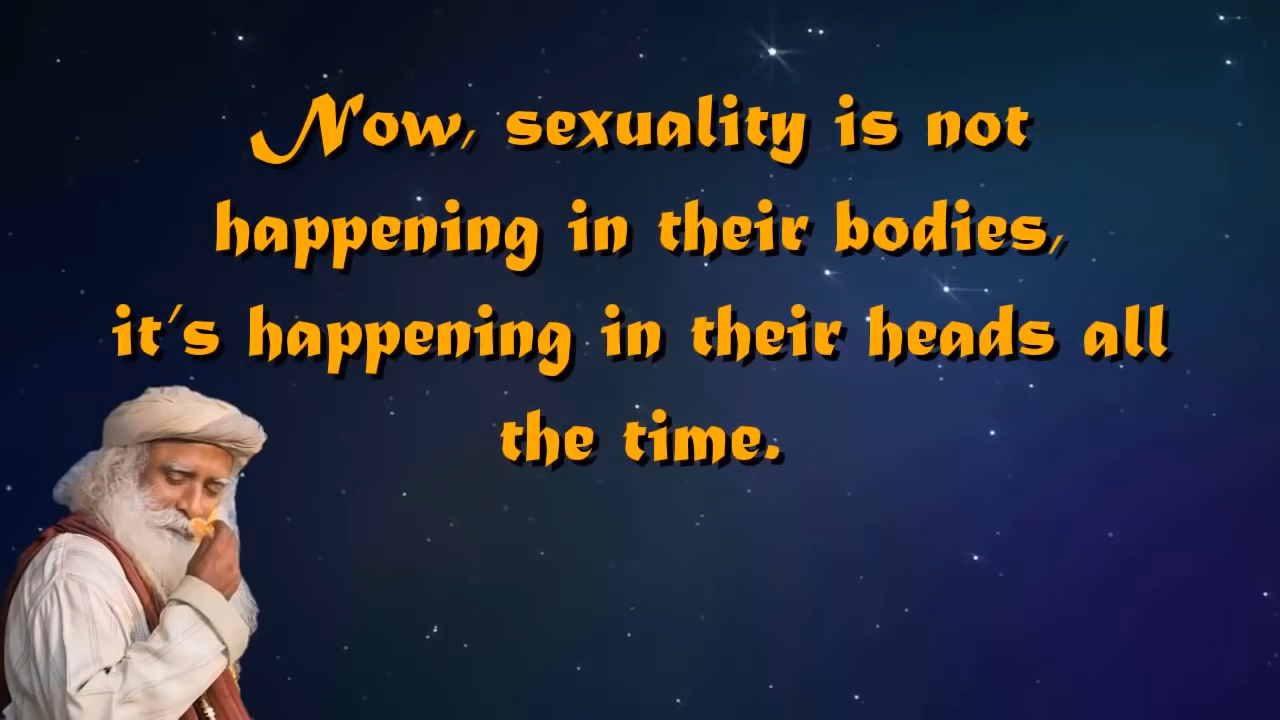 Now, sexuality is not
happening in their bodies,
it's happening in their heads all
the time.